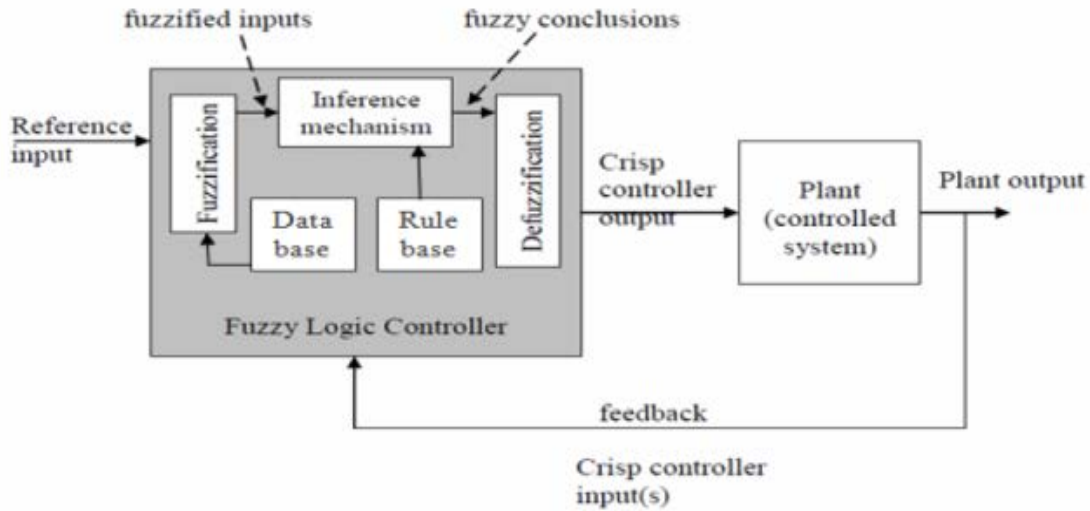 fuzzified inputs
fuzzy conclusions
Reference
input
Fuzzification
Inference
mechanism
Data
base
Rule
base
Defuzzification
Fuzzy Logic Controller
Crisp
controller
output
Plant
(controlled
system)
Plant output
feedback
Crisp controller
input(s)